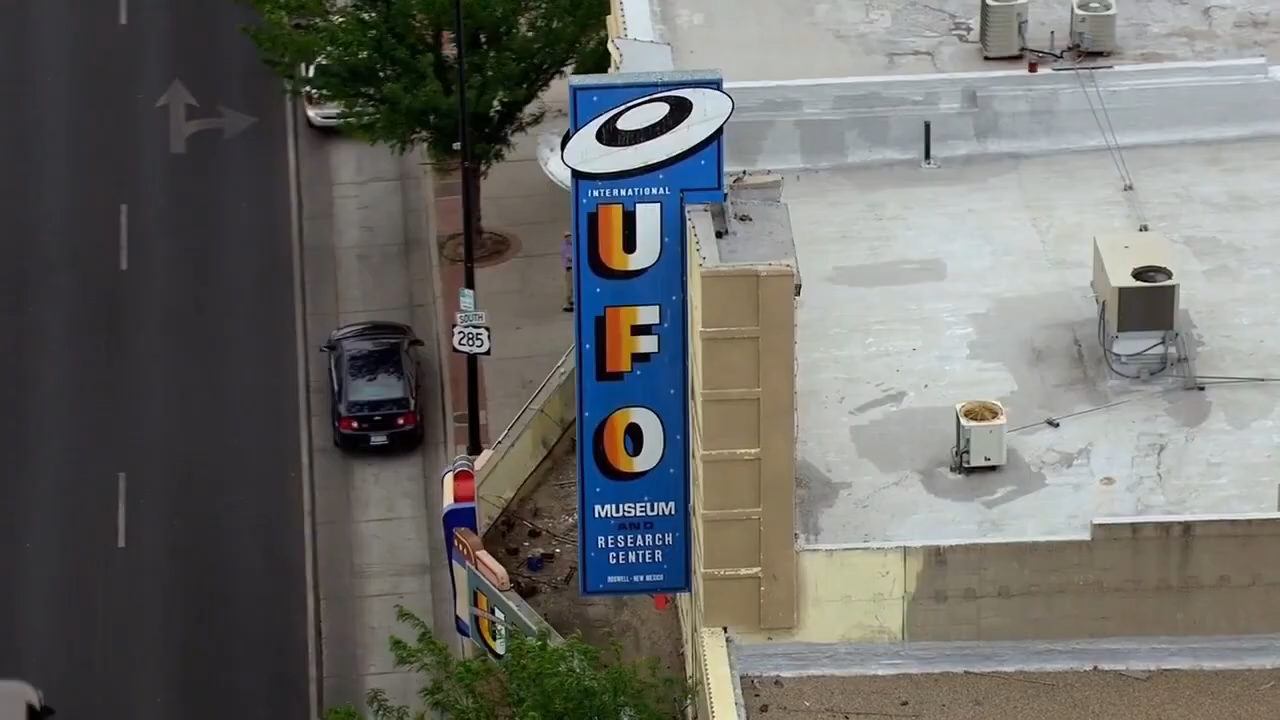 INTERNATIONAL
U
F
O
MUSEUM
AND
RESEARCH
CENTER
ROSWELL - NEW MEXICO
SOUTH
285
U